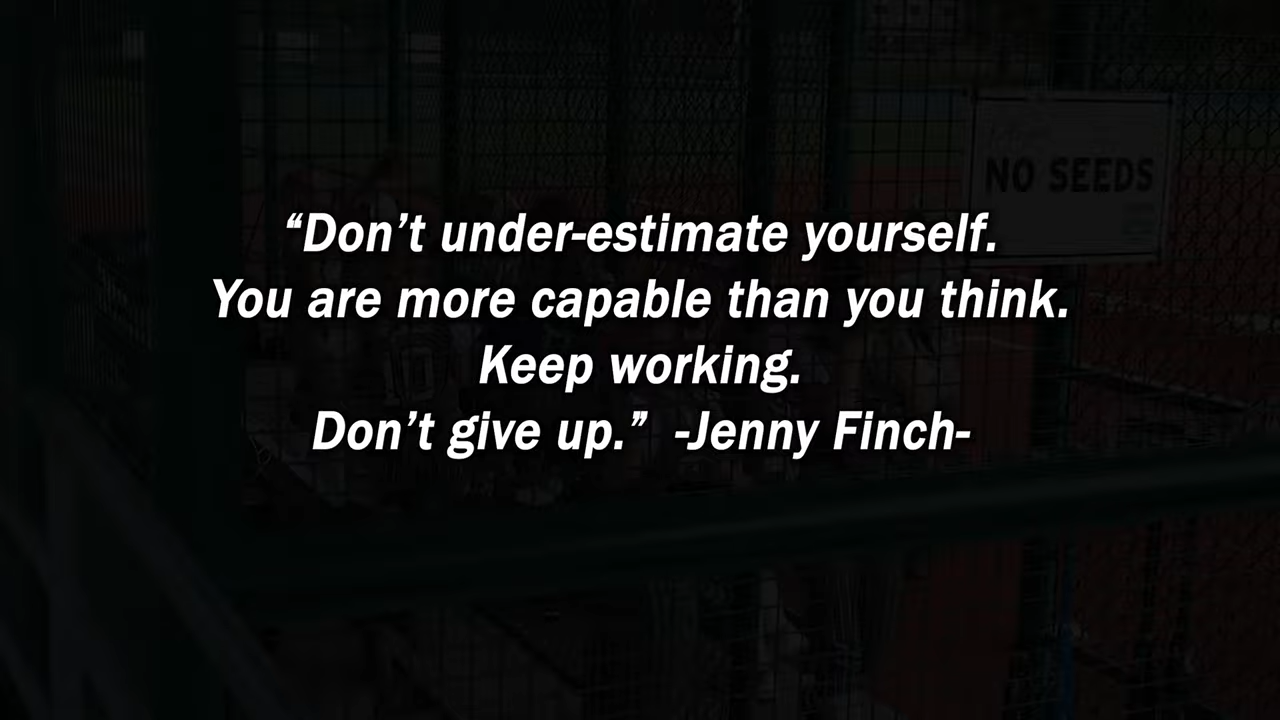 NO SEEDS
“Don’t under-estimate yourself.
You are more capable than you think.
Keep working.
Don’t give up.” -Jenny Finch-